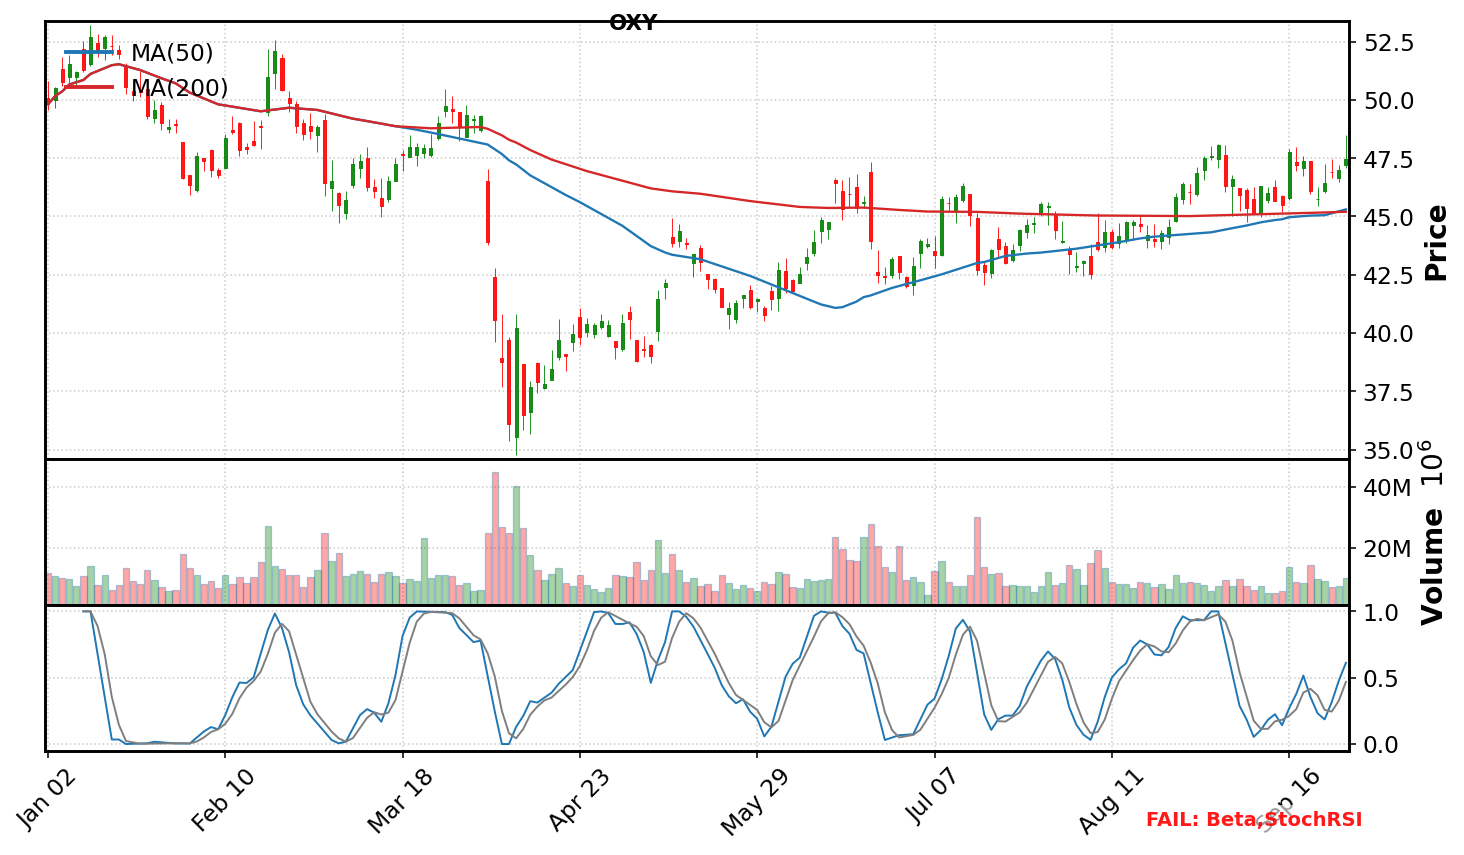 OXY
MA(50)
MA(200)
52.5
50.0
47.5
45.0
42.5
40.0
37.5
35.0
Price
40M
20M
Volume 10^6
1.0
0.5
0.0
Jan 02
Feb 10
Mar 18
Apr 23
May 29
Jul 07
Aug 11
Sep 16
FAIL: Beta,StochRSI